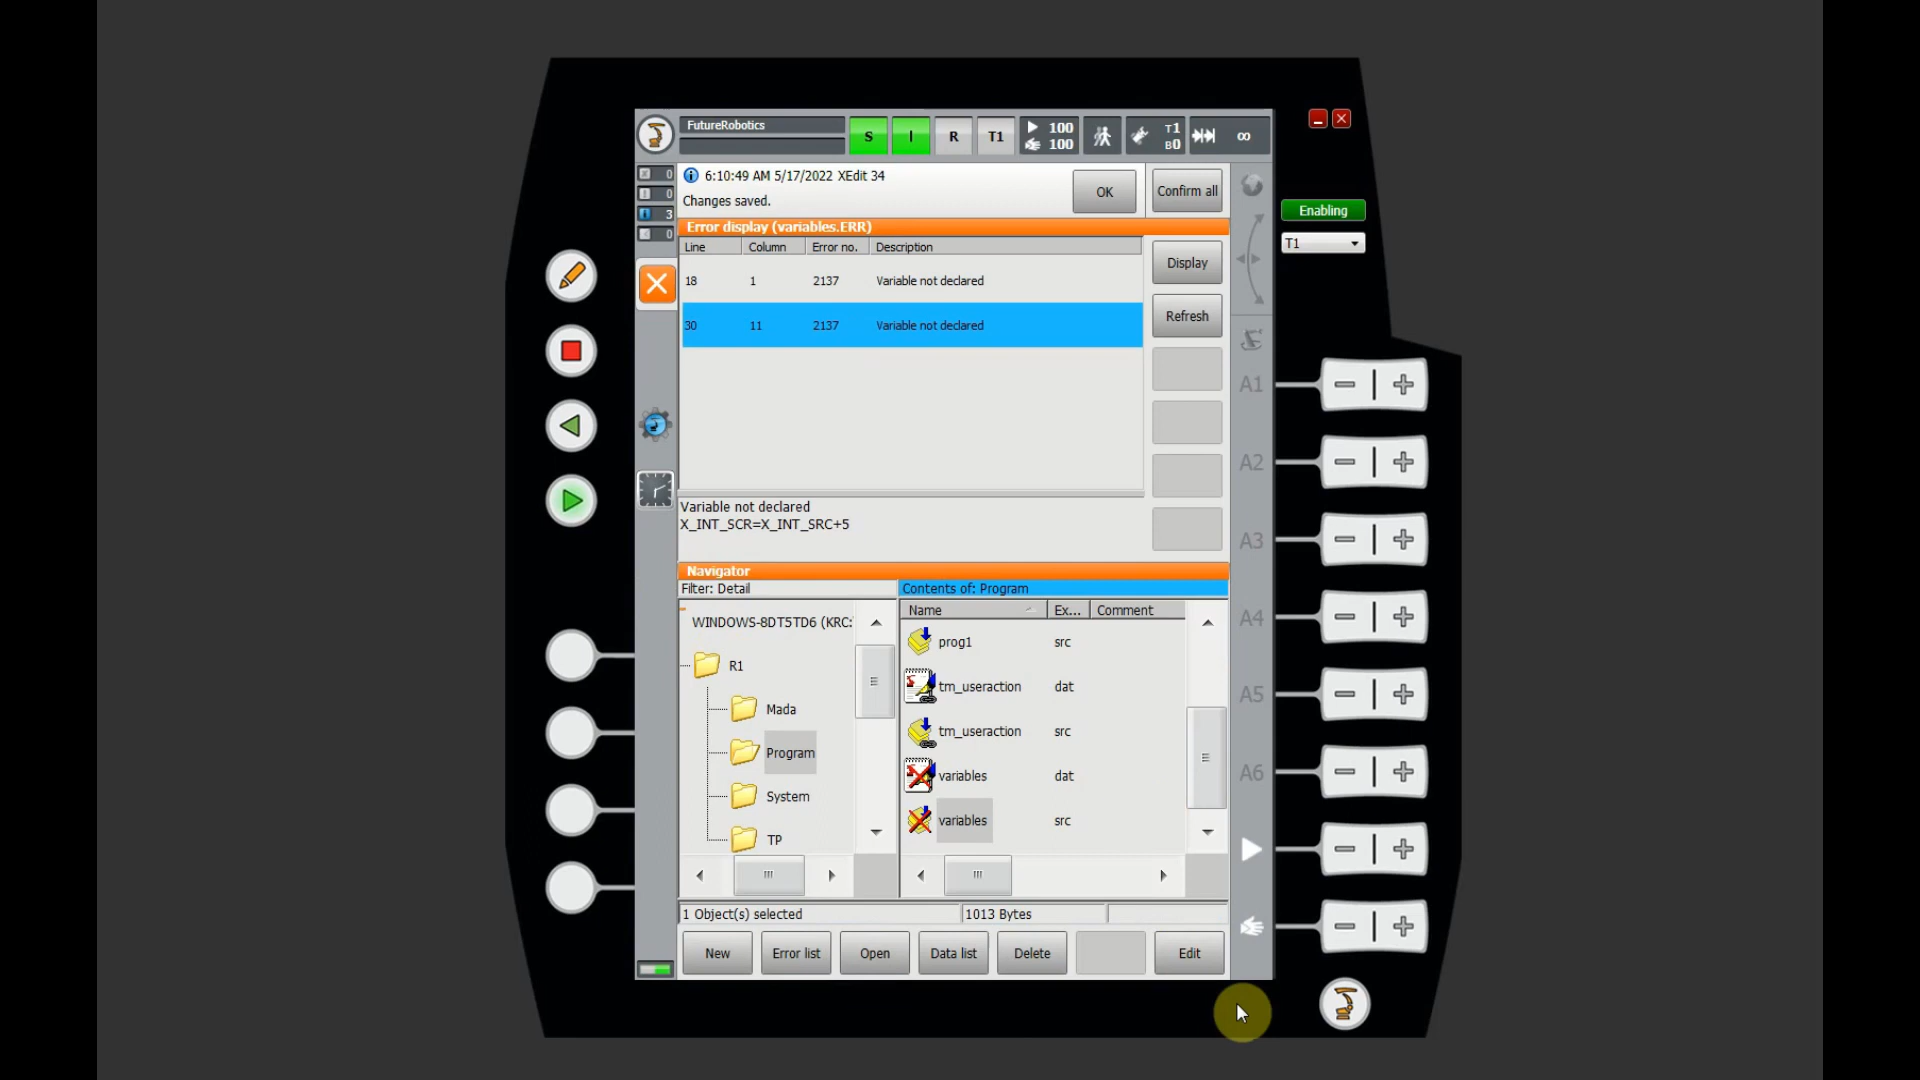 FutureRobotics
S
I
R
T1
100
100
T1
B0
∞
0
0
3
0
6:10:49 AM 5/17/2022 XEdit 34
Changes saved.
OK
Confirm all
Enabling
T1
Error display (variables.ERR)
Line Column Error no. Description
18 1 2137 Variable not declared
30 11 2137 Variable not declared
Display
Refresh
Variable not declared
X_INT_SCR=X_INT_SRC+5
A1
A2
A3
A4
A5
A6
Navigator
Filter: Detail
Contents of: Program
WINDOWS-8DT5TD6 (KRC:
R1
Mada
Program
System
TP
Name Ex... Comment
prog1 src
tm_useraction dat
tm_useraction src
variables dat
variables src
1 Object(s) selected
1013 Bytes
New
Error list
Open
Data list
Delete
Edit